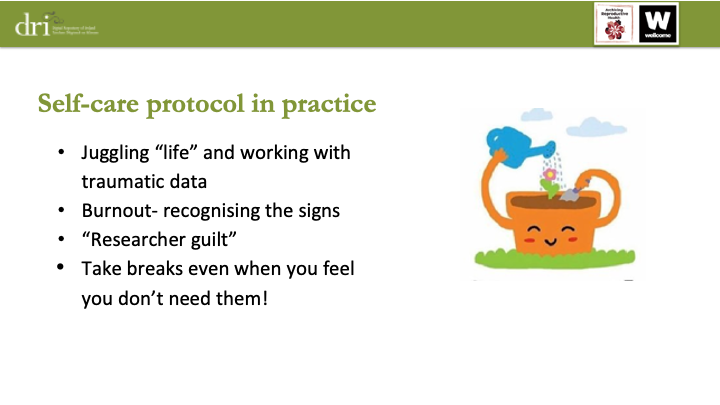 dri
Digital Repository of Ireland
Archiving
Reproductive
Health
W
wellcome
Self-care protocol in practice
• Juggling “life” and working with
traumatic data
• Burnout- recognising the signs
• “Researcher guilt”
• Take breaks even when you feel
you don’t need them!